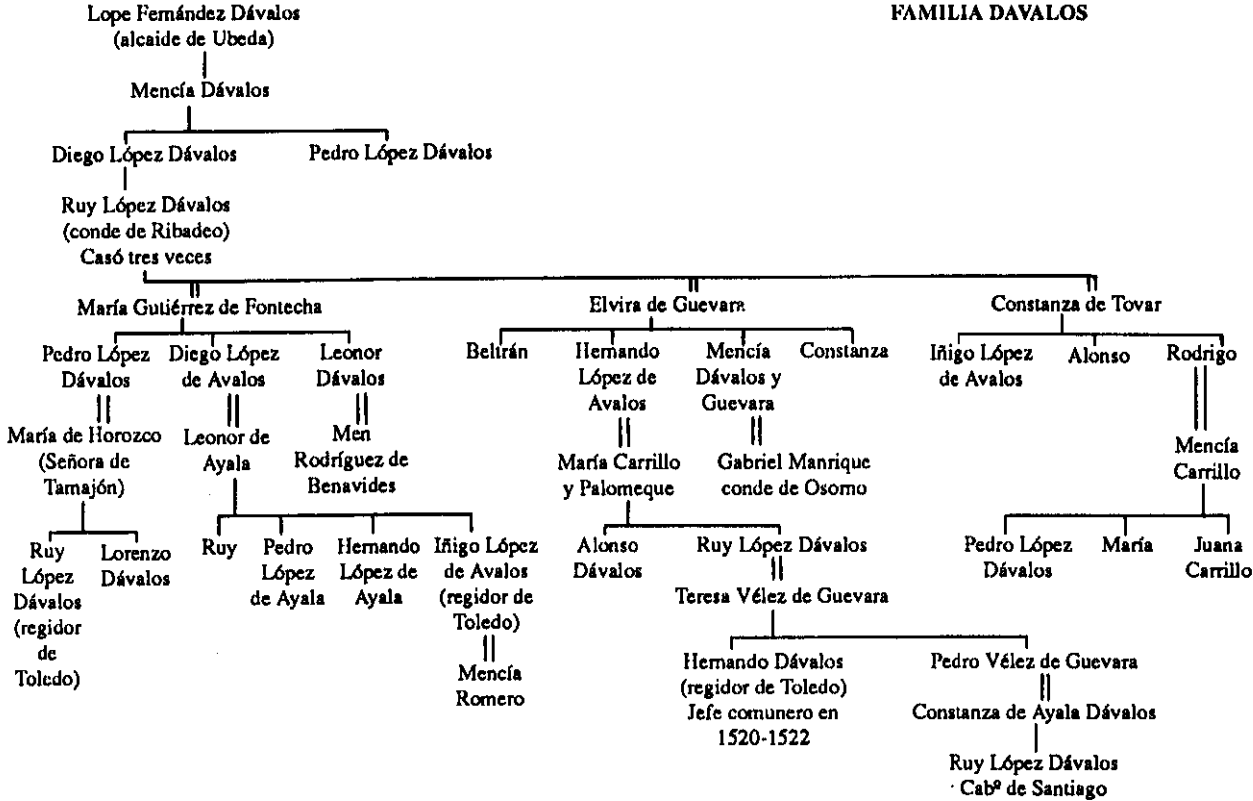 FAMILIA DAVALOS
Lope Fernández Dávalos
(alcaide de Ubeda)
Mencía Dávalos
Diego López Dávalos
Pedro López Dávalos
Ruy López Dávalos
(conde de Ribadeo)
Casó tres veces
María Gutiérrez de Fontecha
Elvira de Guevara
Constanza de Tovar
Pedro López
Dávalos
Diego López
de Avalos
Leonor
Dávalos
Beltrán
Hernando
López de
Avalos
Mencía
Dávalos y
Guevara
Constanza
Iñigo López
de Avalos
Alonso
Rodrigo
María de Horozco
(Señora de
Tamajón)
Leonor de
Ayala
Men
Rodríguez de
Benavides
María Carrillo
y Palomeque
Gabriel Manrique
conde de Osorno
Mencía
Carrillo
Ruy
López
Dávalos
(regidor
de
Toledo)
Lorenzo
Dávalos
Ruy
Pedro
López
de Ayala
Hernando
López de
Ayala
Iñigo López
de Avalos
(regidor de
Toledo)
Mencía
Romero
Alonso
Dávalos
Ruy López Dávalos
Teresa Vélez de Guevara
Pedro López
Dávalos
María
Juana
Carrillo
Hernando Dávalos
(regidor de Toledo)
Jefe comunero en
1520-1522
Pedro Vélez de Guevara
Constanza de Ayala Dávalos
Ruy López Dávalos
Cabº de Santiago